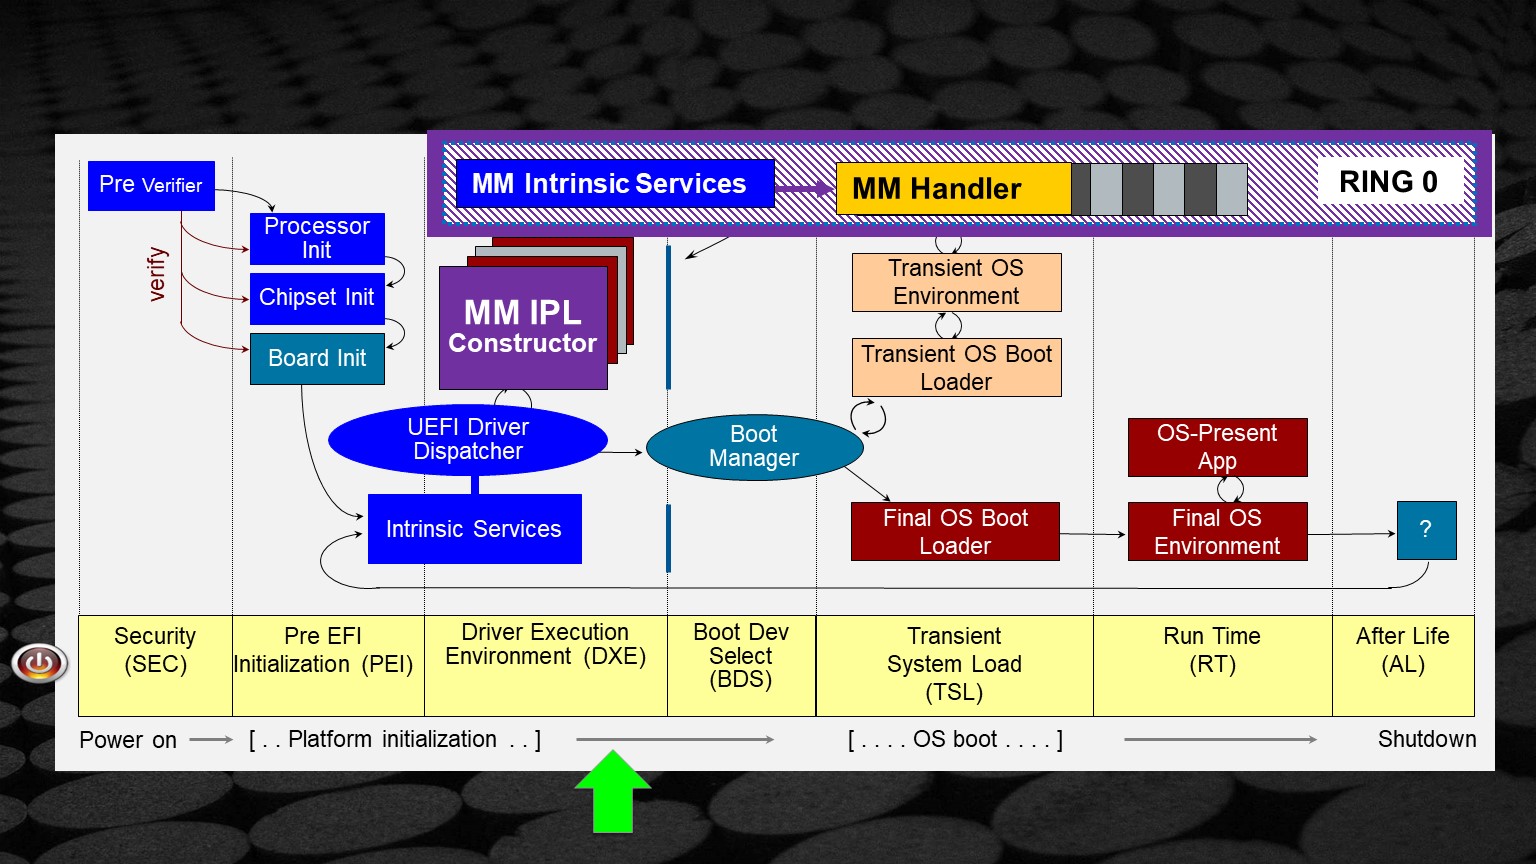 Pre Verifier
verify
Processor
Init
Chipset Init
Board Init
MM Intrinsic Services
MM Handler
RING 0
MM IPL
Constructor
UEFI Driver
Dispatcher
Intrinsic Services
Boot
Manager
Transient OS
Environment
Transient OS Boot
Loader
Final OS Boot
Loader
OS-Present
App
Final OS
Environment
?
Security
(SEC)
Pre EFI
Initialization (PEI)
Driver Execution
Environment (DXE)
Boot Dev
Select
(BDS)
Transient
System Load
(TSL)
Run Time
(RT)
After Life
(AL)
Power on
[ . . Platform initialization . . ]
[ . . . . OS boot . . . . ]
Shutdown